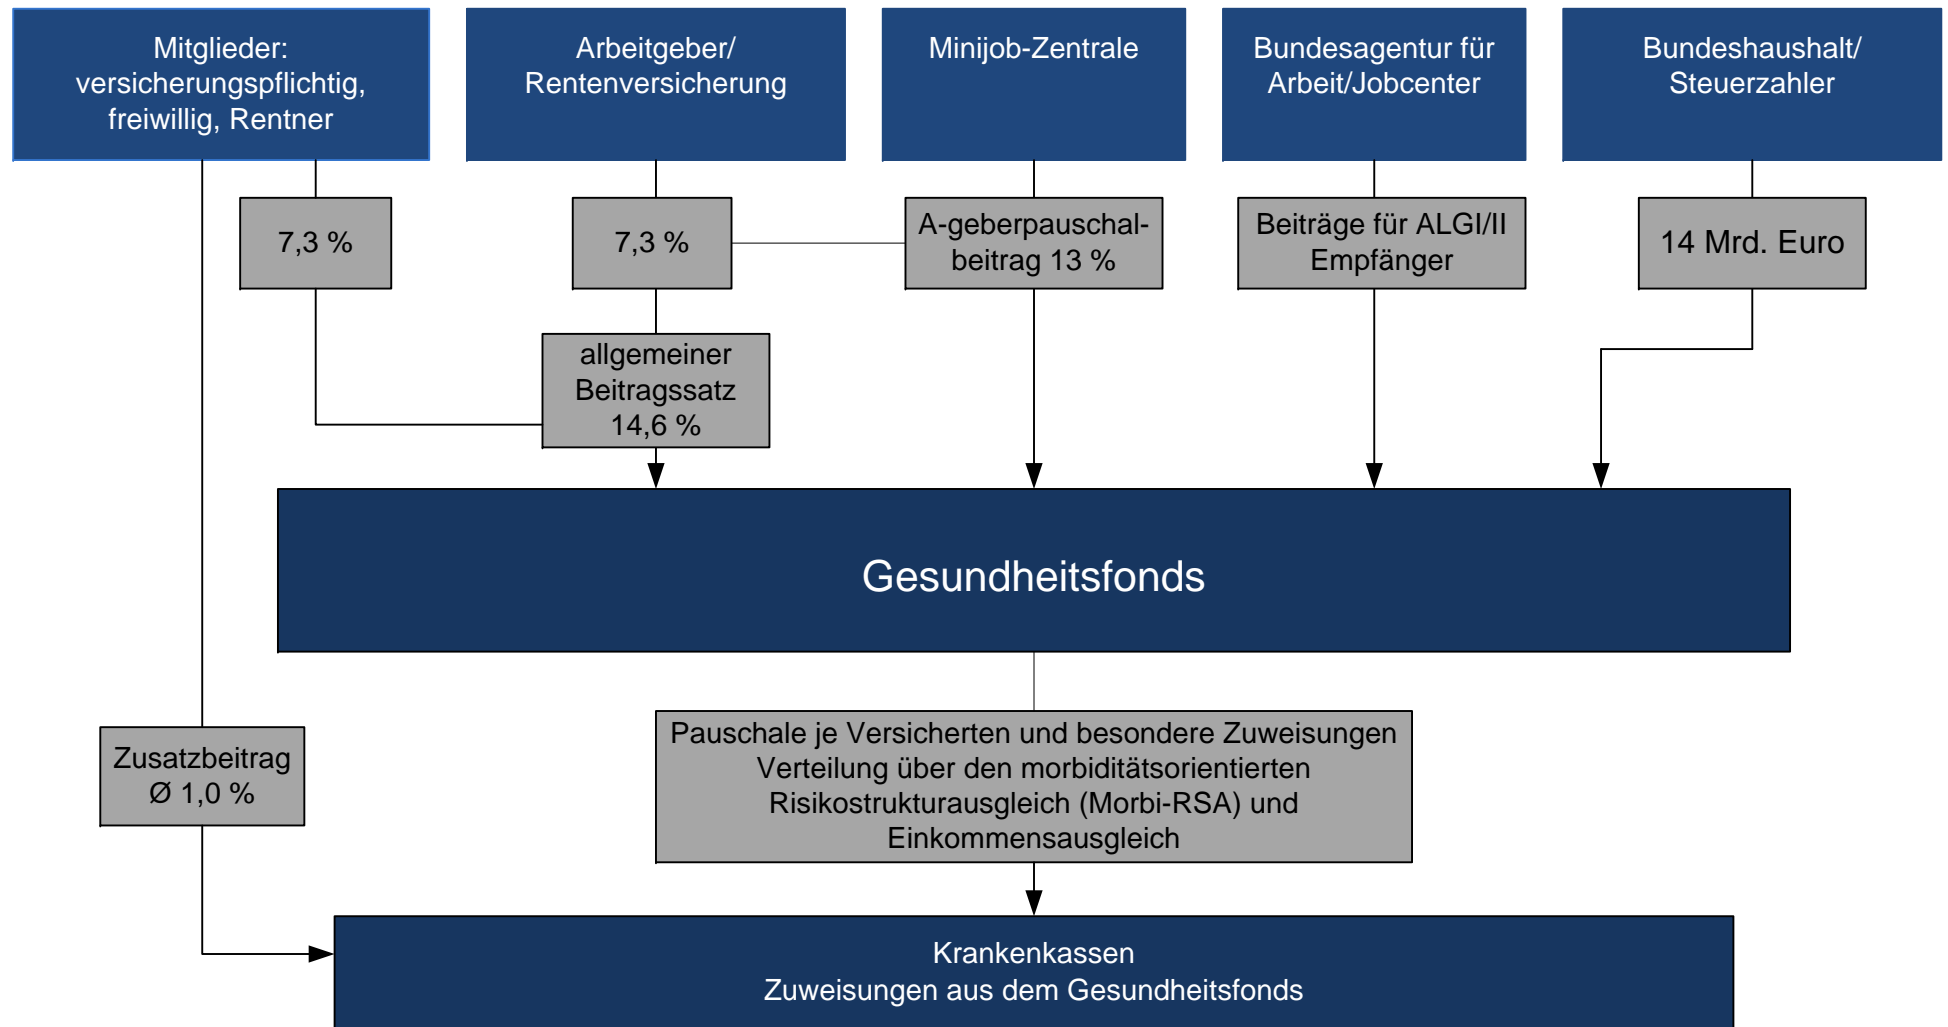 Mitglieder:
versicherungspflichtig,
freiwillig, Rentner
Arbeitgeber/
Rentenversicherung
Minijob-Zentrale
Bundesagentur für
Arbeit/Jobcenter
Bundeshaushalt/
Steuerzahler
7,3 %
7,3 %
A-geberpauschal-
beitrag 13 %
Beiträge für ALGI/II
Empfänger
14 Mrd. Euro
allgemeiner
Beitragssatz
14,6 %
Gesundheitsfonds
Zusatzbeitrag
Ø 1,0 %
Pauschale je Versicherten und besondere Zuweisungen
Verteilung über den morbiditätsorientierten
Risikostrukturausgleich (Morbi-RSA) und
Einkommensausgleich
Krankenkassen
Zuweisungen aus dem Gesundheitsfonds